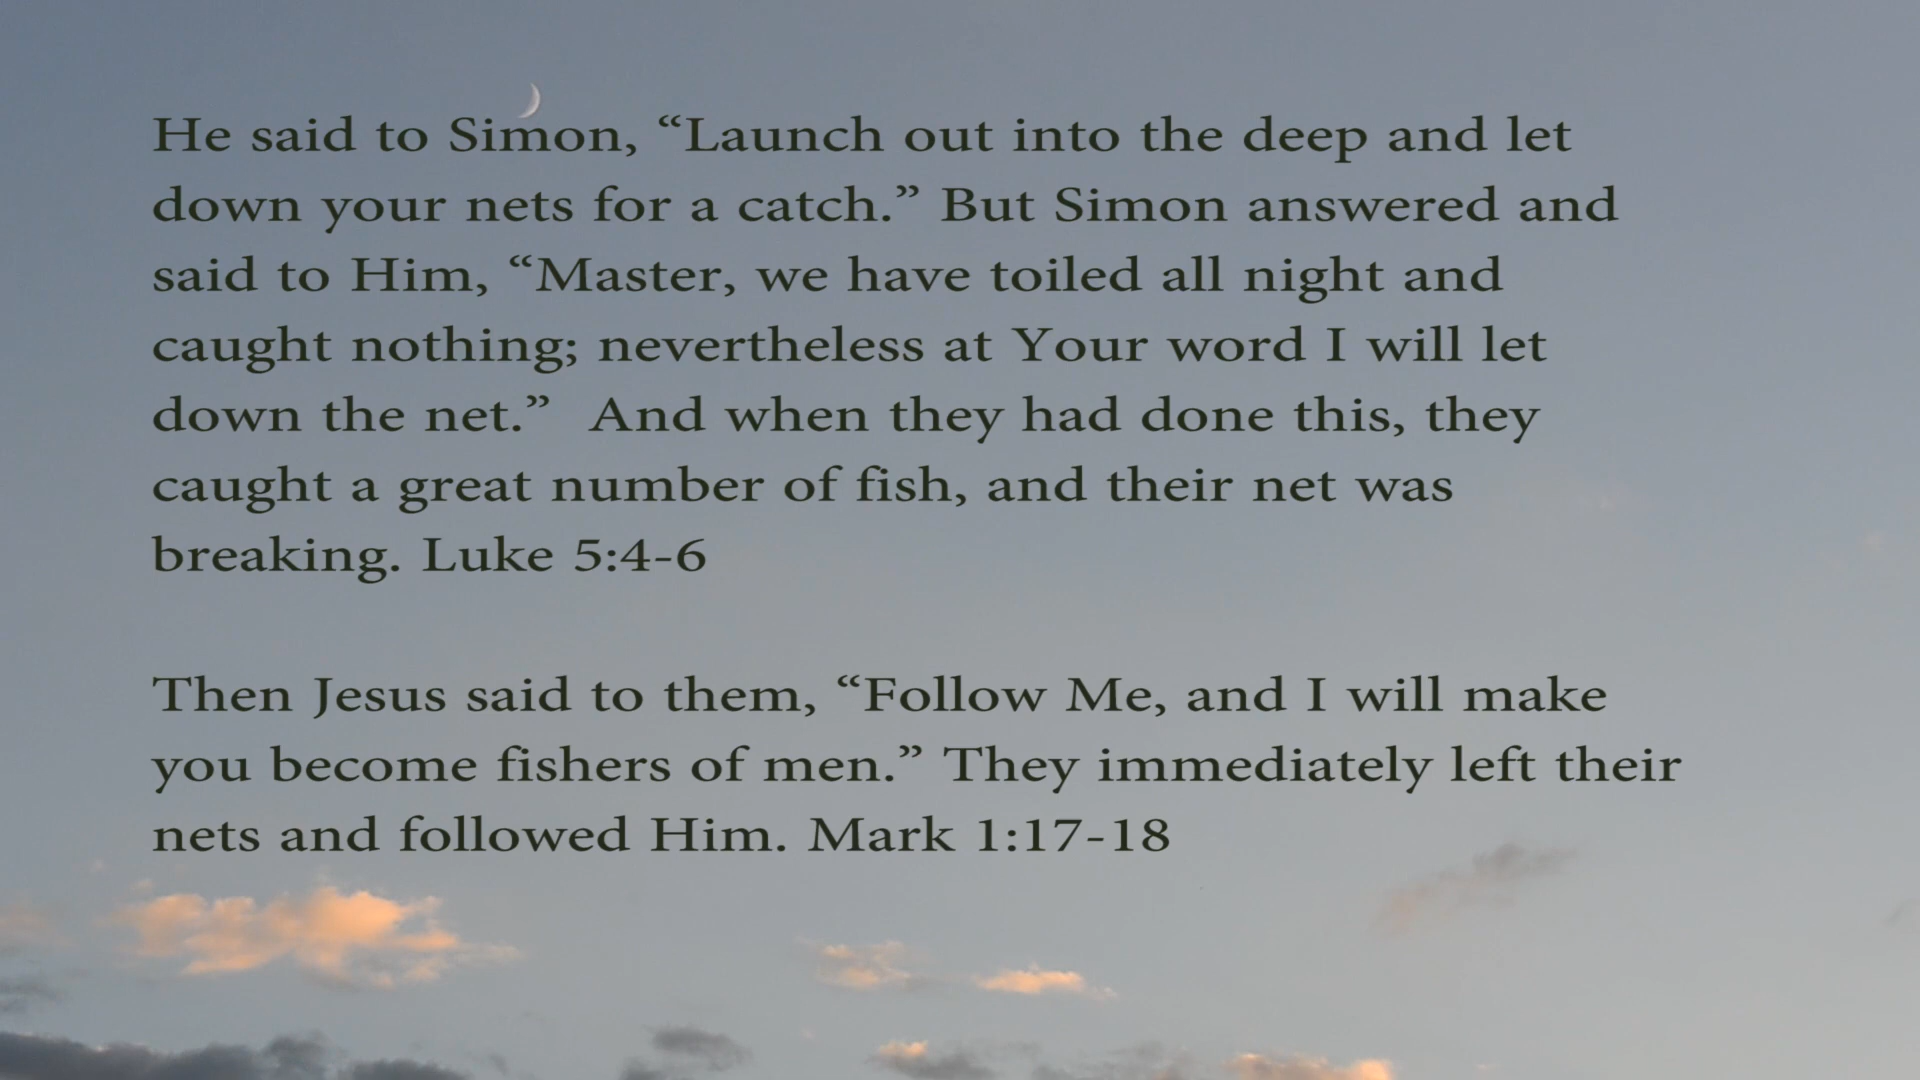 He said to Simon, “Launch out into the deep and let
down your nets for a catch.” But Simon answered and
said to Him, “Master, we have toiled all night and
caught nothing; nevertheless at Your word I will let
down the net.”  And when they had done this, they
caught a great number of fish, and their net was
breaking. Luke 5:4-6
Then Jesus said to them, “Follow Me, and I will make
you become fishers of men.” They immediately left their
nets and followed Him. Mark 1:17-18